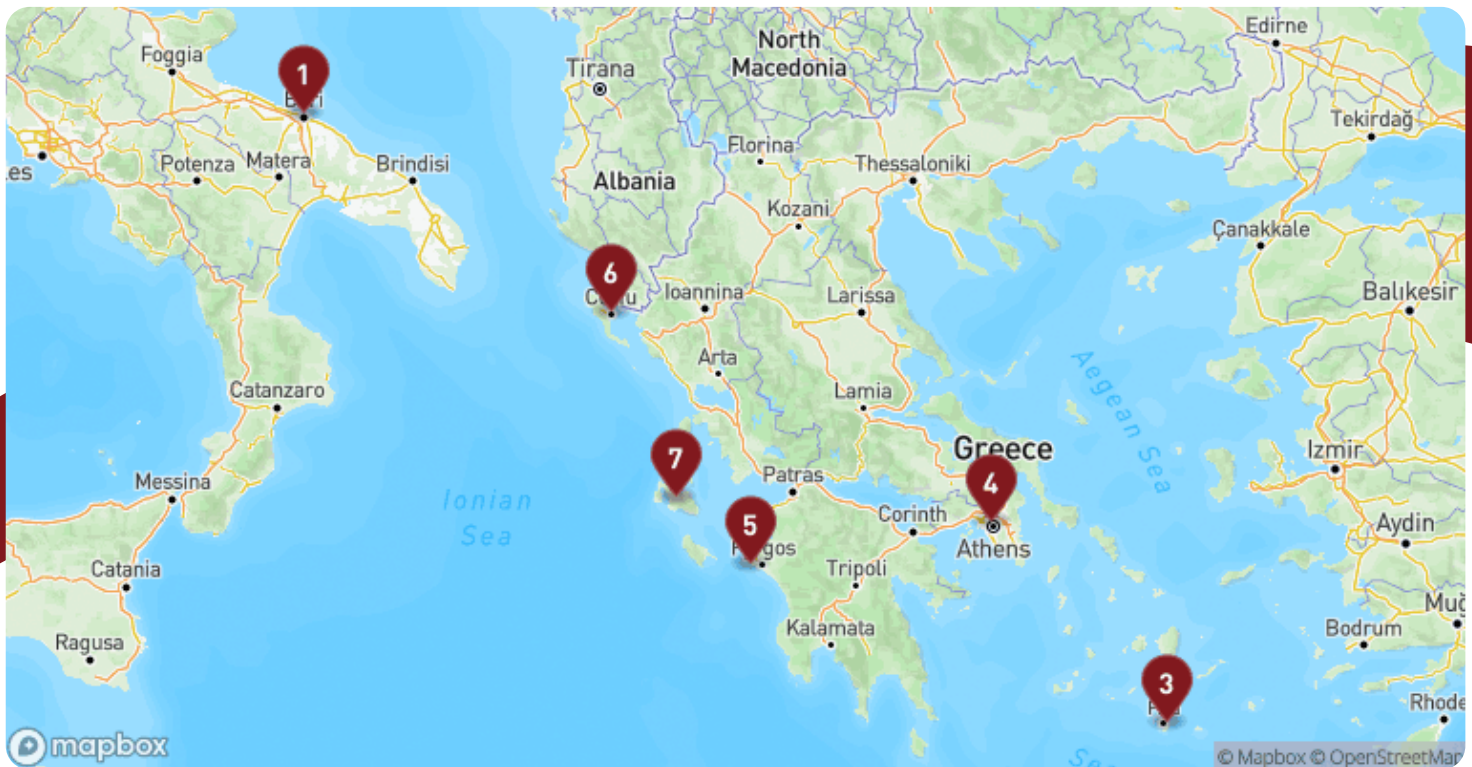 Edirne
North
Macedonia
Foggia
Tirana
1
Tekirdağ
Florina
Potenza
Matera
Brindisi
Thessaloniki
es
Albania
Kozani
Çanakkale
6
Ioannina
Larissa
Balıkesir
Arta
Aegean Sea
Catanzaro
Lamia
Greece
Izmir
7
Patras
4
Messina
Ionian
Sea
5
Corinth
Aydin
Athens
Catania
Tripoli
Kalamata
Bodrum
Ragusa
3
Rhode
mapbox
© Mapbox © OpenStreetMap